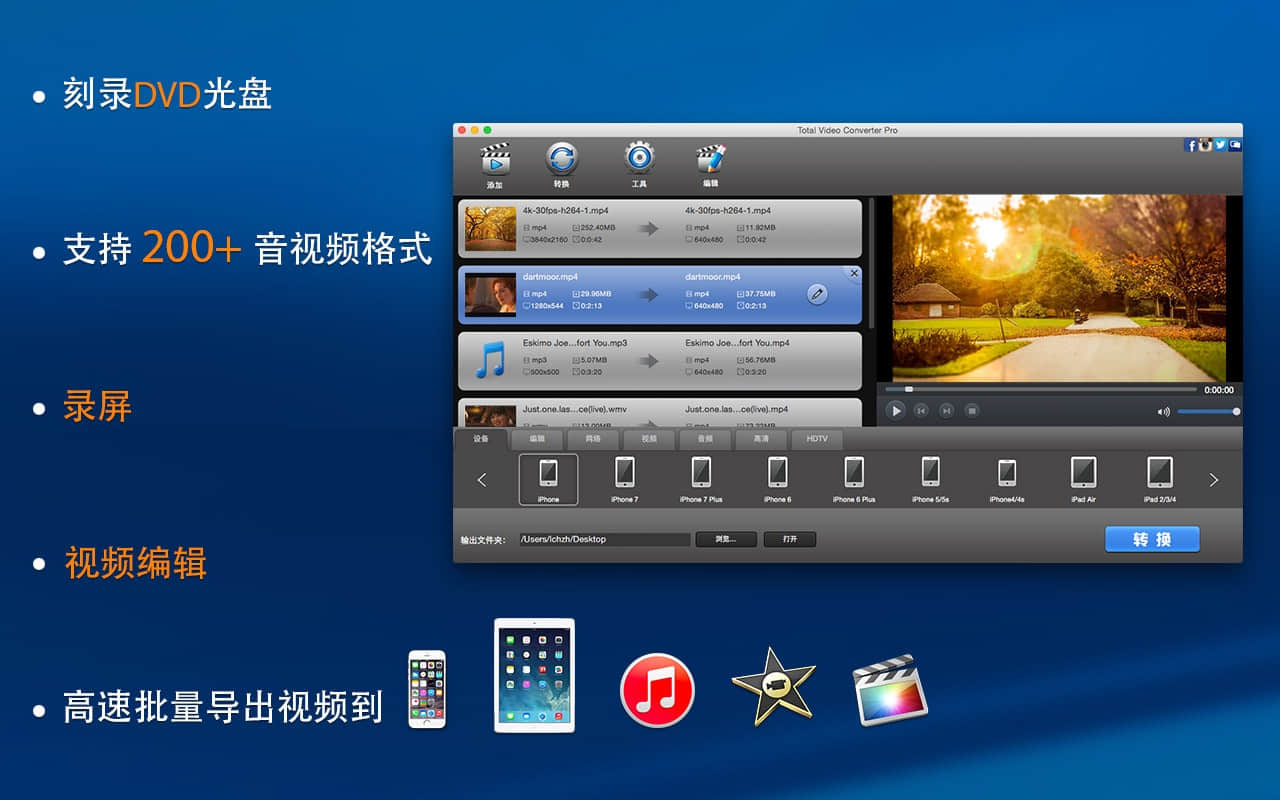 刻录DVD光盘
支持 200+ 音视频格式
录屏
视频编辑
高速批量导出视频到
Total Video Converter Pro
添加 转换 工具 编辑
4k-30fps-h264-1.mp4 4k-30fps-h264-1.mp4
mp4 252.40MB mp4 11.92MB
3840x2160 0:0:42 640x480 0:0:42
dartmoor.mp4 dartmoor.mp4
mp4 29.96MB mp4 37.75MB
1280x544 0:2:13 640x480 0:2:13
Eskimo Joe...fort You.mp3 Eskimo Joe...fort You.mp4
mp3 5.07MB mp4 56.76MB
500x500 0:3:20 640x480 0:3:20
Just.one.las...ce(live).wmv Just.one.las...ce(live).mp4
0:00:00
设备 编辑 网络 视频 音频 高清 HDTV
iPhone iPhone 7 iPhone 7 Plus iPhone 6 iPhone 6 Plus iPhone 5/5s iPhone4/4s iPad Air iPad 2/3/4
输出文件夹: /Users/lchzh/Desktop 浏览... 打开 转 换